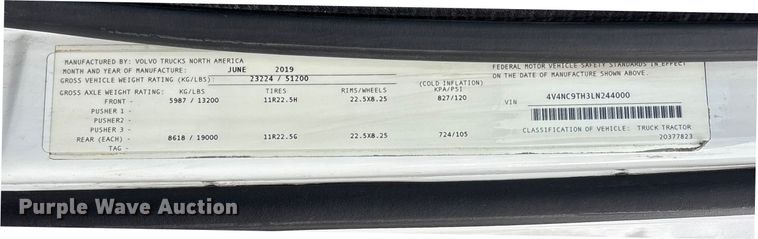 MANUFACTURED BY: VOLVO TRUCKS NORTH AMERICA
MONTH AND YEAR OF MANUFACTURE: JUNE 2019
GROSS VEHICLE WEIGHT RATING (KG/LBS): 23224 / 51200
GROSS AXLE WEIGHT RATING: KG/LBS TIRES RIMS/WHEELS (COLD INFLATION) KPA/PSI
FRONT - 5987 / 13200 11R22.5H 22.5X8.25 827/120
PUSHER 1 -
PUSHER2 -
PUSHER 3 -
REAR (EACH) - 8618 / 19000 11R22.5G 22.5X8.25 724/105
TAG -
FEDERAL MOTOR VEHICLE SAFETY STANDARDS IN EFFECT
ON THE DATE OF MANUFACTURE SHOWN ABOVE.
VIN 4V4NC9TH3LN244000
CLASSIFICATION OF VEHICLE: TRUCK TRACTOR
20377823
Purple Wave Auction